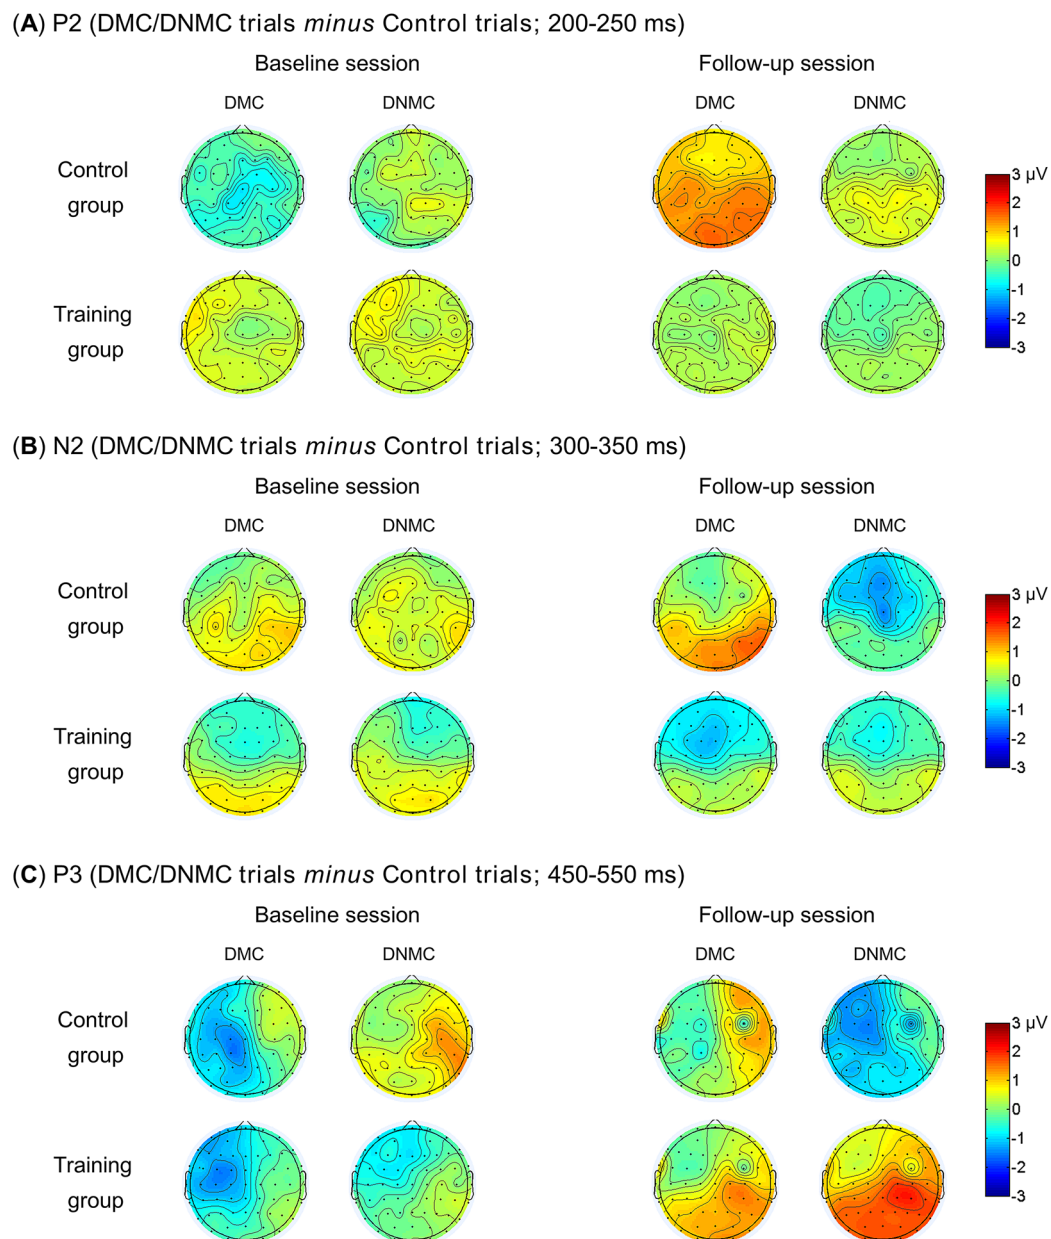 (A) P2 (DMC/DNMC trials minus Control trials; 200-250 ms)
Baseline session
Follow-up session
DMC
DNMC
DMC
DNMC
Control
group
3 µV
2
1
0
-1
-2
-3
Training
group
(B) N2 (DMC/DNMC trials minus Control trials; 300-350 ms)
Baseline session
Follow-up session
DMC
DNMC
DMC
DNMC
Control
group
3 µV
2
1
0
-1
-2
-3
Training
group
(C) P3 (DMC/DNMC trials minus Control trials; 450-550 ms)
Baseline session
Follow-up session
DMC
DNMC
DMC
DNMC
Control
group
3 µV
2
1
0
-1
-2
-3
Training
group